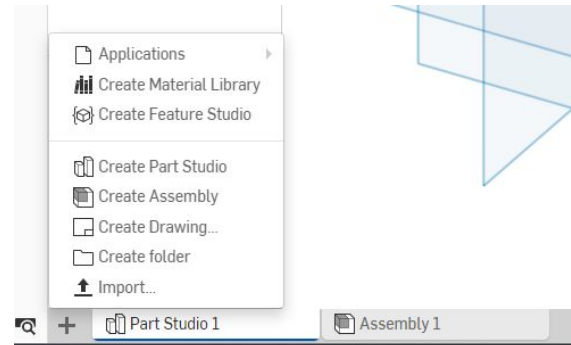 Applications
Create Material Library
Create Feature Studio
Create Part Studio
Create Assembly
Create Drawing...
Create folder
Import...
Part Studio 1
Assembly 1